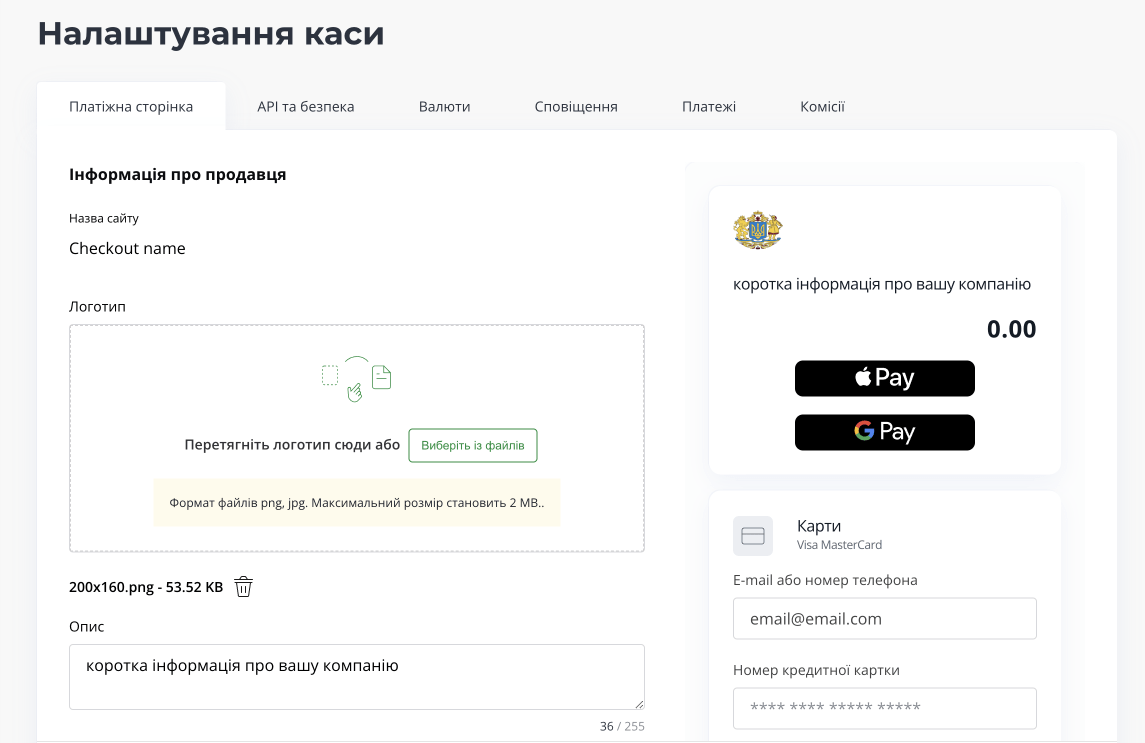 Налаштування каси
Платіжна сторінка
API та безпека
Валюти
Сповіщення
Платежі
Комісії
Інформація про продавця
Назва сайту
Checkout name
Логотип
Перетягніть логотип сюди або
Виберіть із файлів
Формат файлів png, jpg. Максимальний розмір становить 2 MB..
200x160.png - 53.52 KB
Опис
коротка інформація про вашу компанію
36 / 255
коротка інформація про вашу компанію
0.00
Pay
G Pay
Карти
Visa MasterCard
E-mail або номер телефона
email@email.com
Номер кредитної картки
**** **** ***** *****